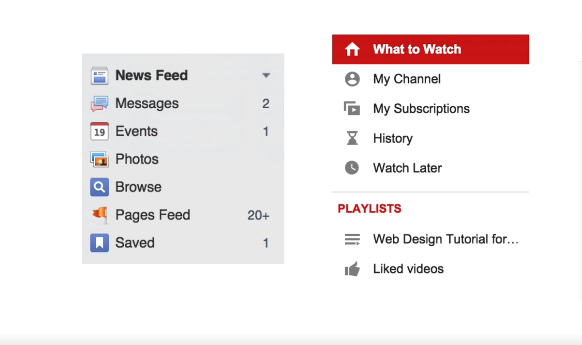 News Feed
Messages 2
19 Events 1
Photos
Browse
Pages Feed 20+
Saved 1
What to Watch
My Channel
My Subscriptions
History
Watch Later
PLAYLISTS
Web Design Tutorial for...
Liked videos